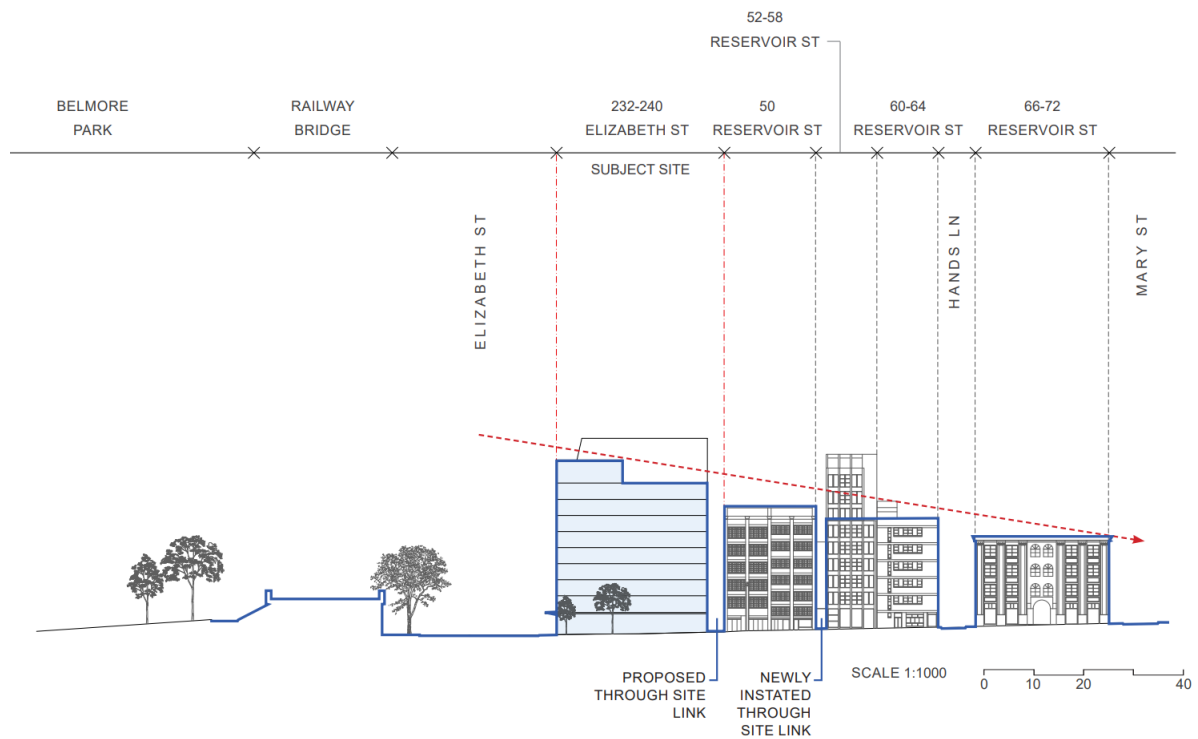 52-58
RESERVOIR ST
BELMORE
PARK
RAILWAY
BRIDGE
232-240
ELIZABETH ST
50
RESERVOIR ST
60-64
RESERVOIR ST
66-72
RESERVOIR ST
SUBJECT SITE
ELIZABETH ST
HANDS LN
MARY ST
PROPOSED
THROUGH SITE
LINK
NEWLY
INSTATED
THROUGH
SITE LINK
SCALE 1:1000
0 10 20 40